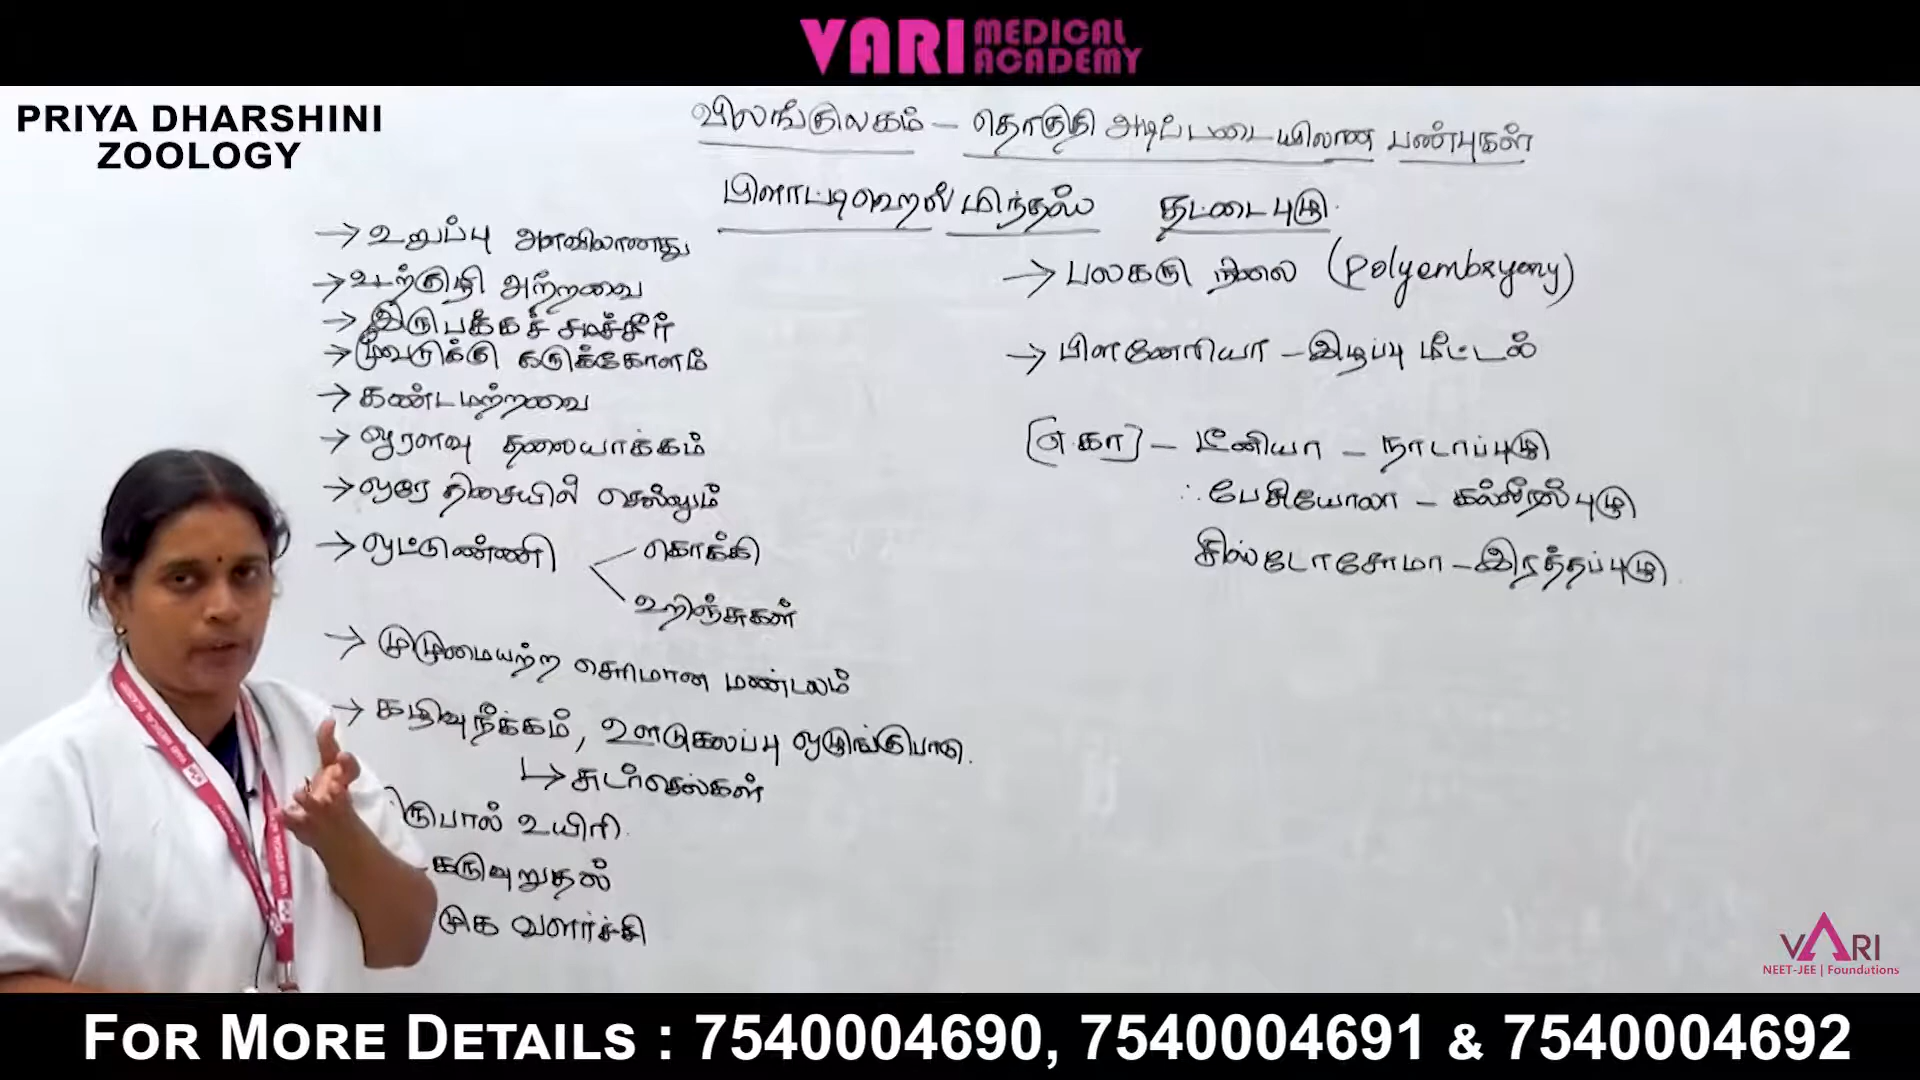 VARI MEDICAL ACADEMY
PRIYA DHARSHINI
ZOOLOGY
விலங்குலகம் – தொகுதி அடிப்படையிலான பண்புகள்
பிளாட்டிஹெல்மிந்தஸ் தட்டைபுழு.
→ உறுப்பு அளவிலானது
→ உடற்குழி அற்றவை
→ இருபக்கச் சமச்சீர்
→ மூவடுக்கு கருக்கோளம்
→ கண்டமற்றவை
→ ஓரளவு தலையாக்கம்
→ ஒரே திசையில் செல்லும்
→ ஒட்டுண்ணி
கொக்கி
உறிஞ்சுகள்
→ முழுமையற்ற செரிமான மண்டலம்
→ கழிவுநீக்கம், ஊடுகலப்பு ஒழுங்குபாடு.
↳ சுடர்செல்கள்
ருபால் உயிரி.
கருவுறுதல்
முக வளர்ச்சி
→ பலகரு நிலை (Polyembryony)
→ பிளனேரியா – இழப்பு மீட்டல்
[எ.கா] – டீனியா – நாடாப்புழு
ஃபேசியோலா – கல்லீரல்புழு
சிஸ்டோசோமா – இரத்தப்புழு.
VARI
NEET-JEE | Foundations
FOR MORE DETAILS : 7540004690, 7540004691 & 7540004692